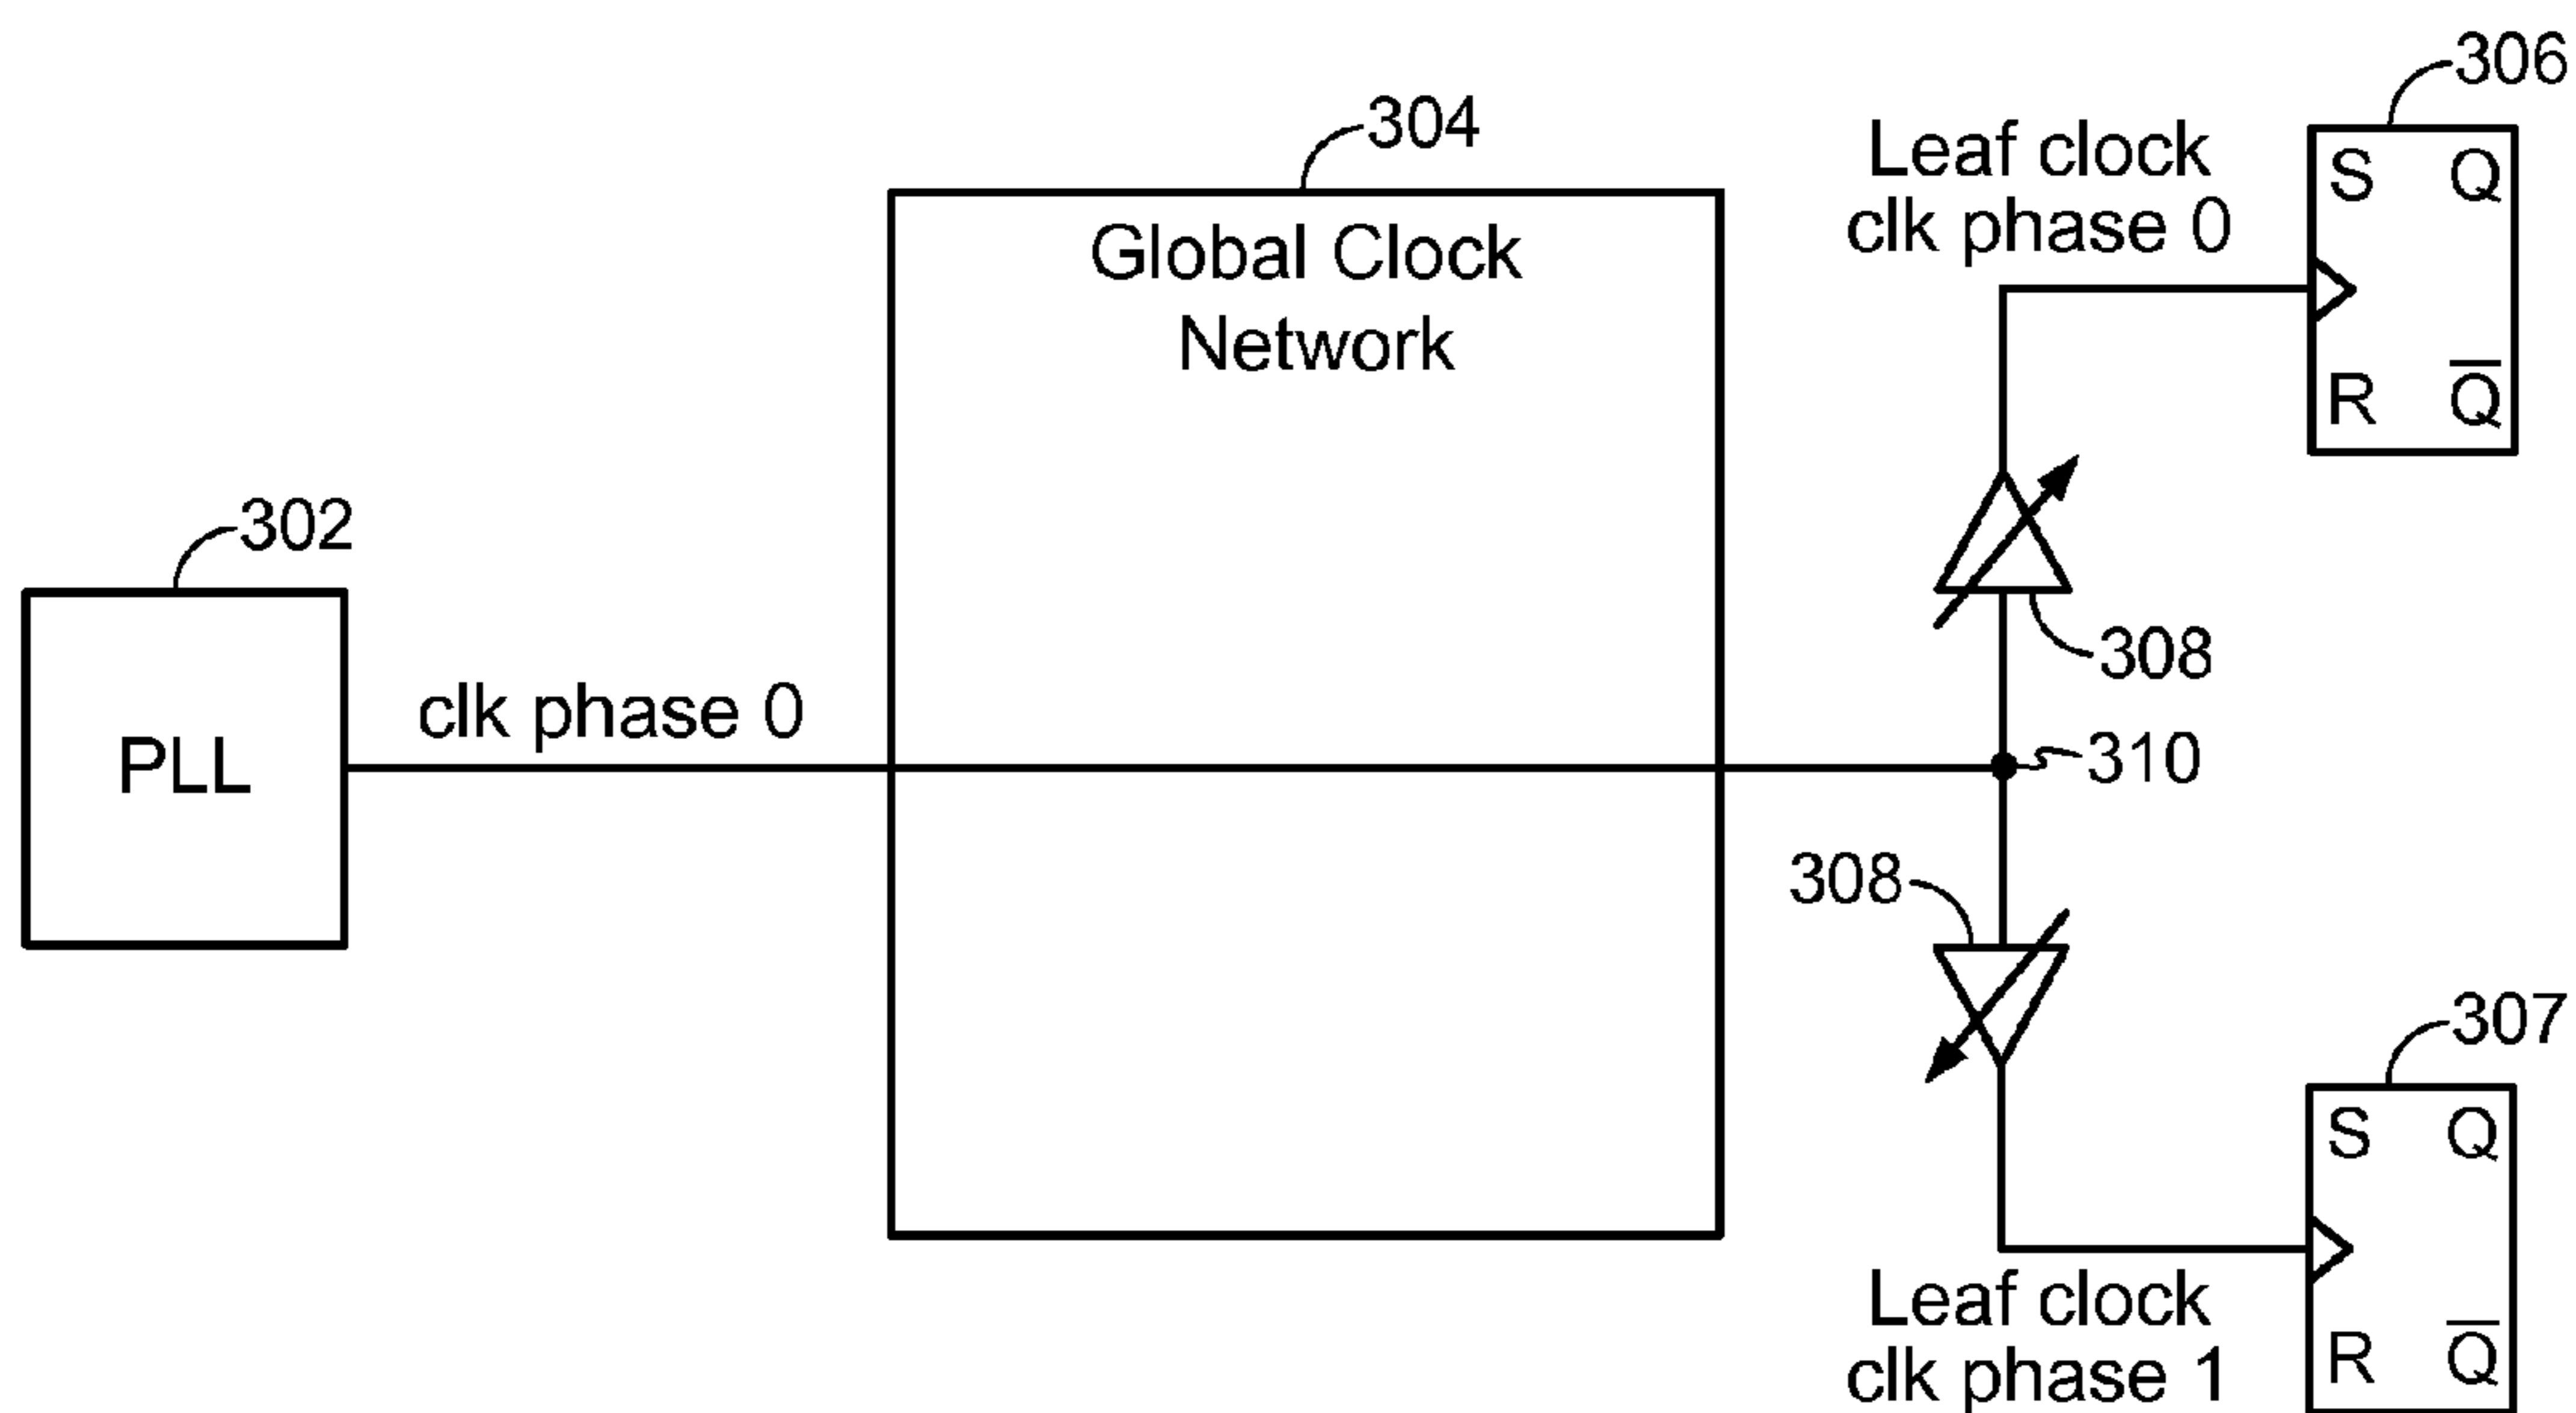 306
304
Leaf clock
clk phase 0
S Q
R Q̅
Global Clock
Network
302
308
clk phase 0
PLL
310
308
307
S Q
R Q̅
Leaf clock
clk phase 1